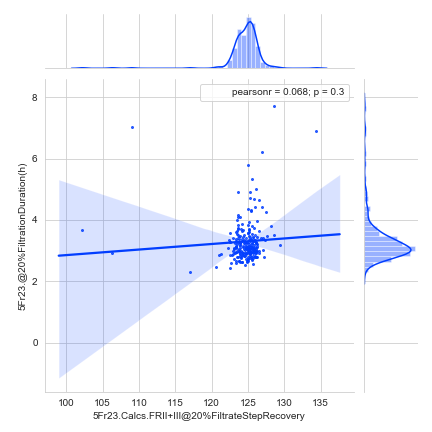 pearsonr = 0.068; p = 0.3
8
6
4
2
0
5Fr23.@20%FiltrationDuration(h)
100 105 110 115 120 125 130 135
5Fr23.Calcs.FRII+III@20%FiltrateStepRecovery